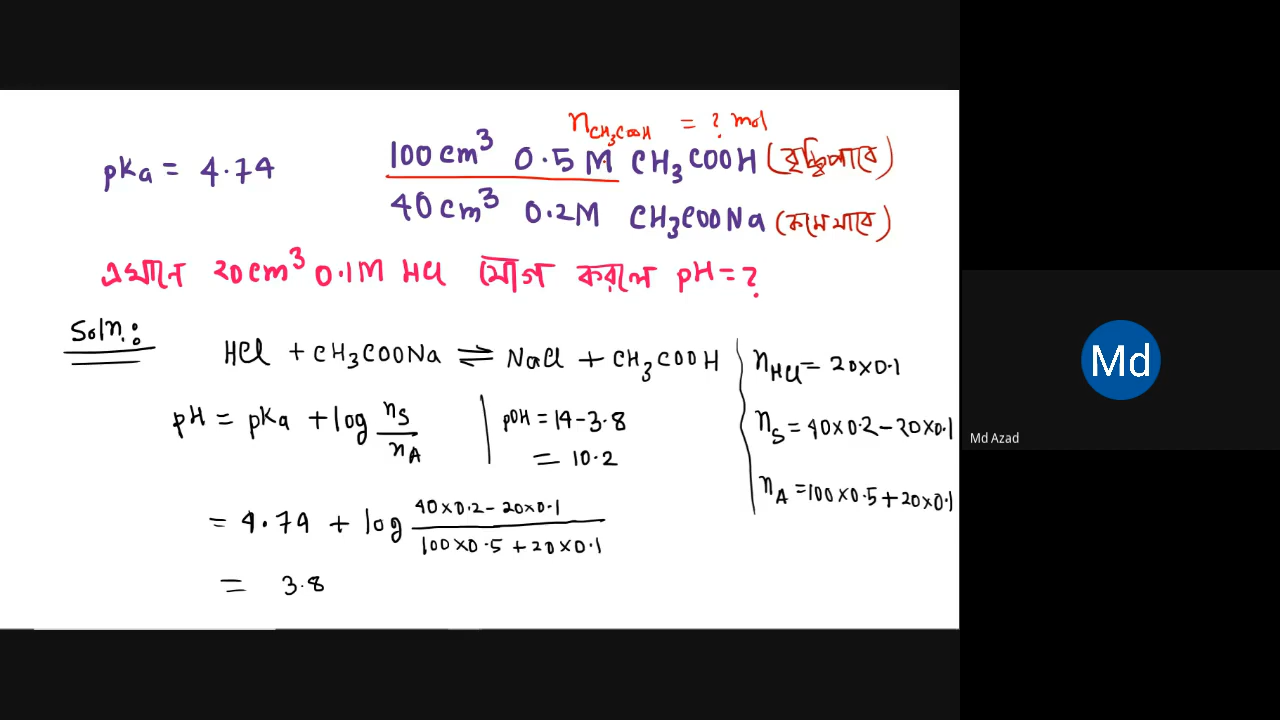 n CH₃COOH = ? mol
pKa = 4.74
100 cm³ 0.5 M CH₃COOH (বৃদ্ধি পাবে)
40 cm³ 0.2M CH₃COONa (কমে যাবে)
এখানে 20 cm³ 0.1M HCl যোগ করলে pH = ?
Soln:
HCl + CH₃COONa ⇌ NaCl + CH₃COOH
pH = pKa + log nS/nA
= 4.74 + log (40×0.2 − 20×0.1)/(100×0.5 + 20×0.1)
= 3.8
pOH = 14 − 3.8
= 10.2
nHCl = 20×0.1
nS = 40×0.2 − 20×0.1
nA = 100×0.5 + 20×0.1
Md
Md Azad